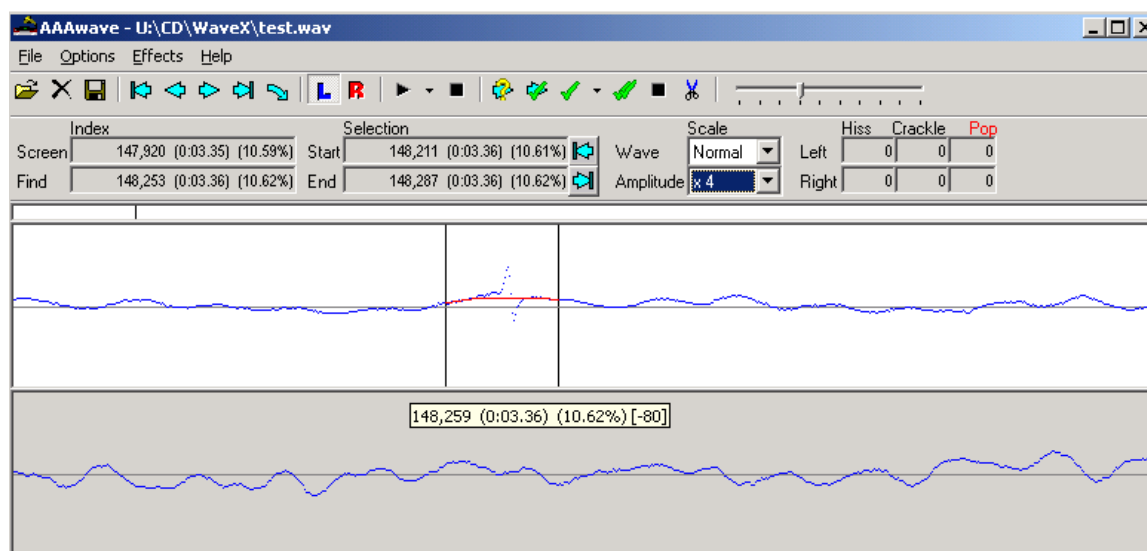 AAAwave - U:\CD\WaveX\test.wav
File Options Effects Help
L R
Index Selection Scale Hiss Crackle Pop
Screen 147,920 (0:03.35) (10.59%) Start 148,211 (0:03.36) (10.61%) Wave Normal Left 0 0 0
Find 148,253 (0:03.36) (10.62%) End 148,287 (0:03.36) (10.62%) Amplitude x 4 Right 0 0 0
148,259 (0:03.36) (10.62%) [-80]